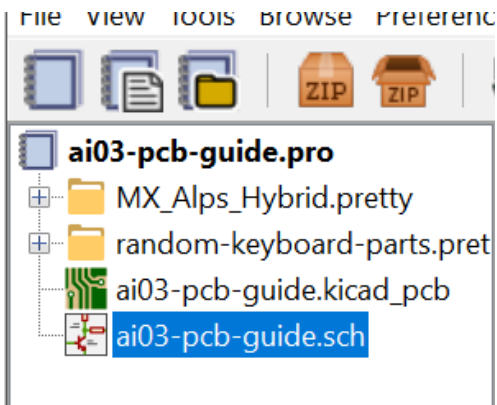 File View Tools Browse Preferenc
ZIP ZIP
ai03-pcb-guide.pro
MX_Alps_Hybrid.pretty
random-keyboard-parts.pret
ai03-pcb-guide.kicad_pcb
ai03-pcb-guide.sch